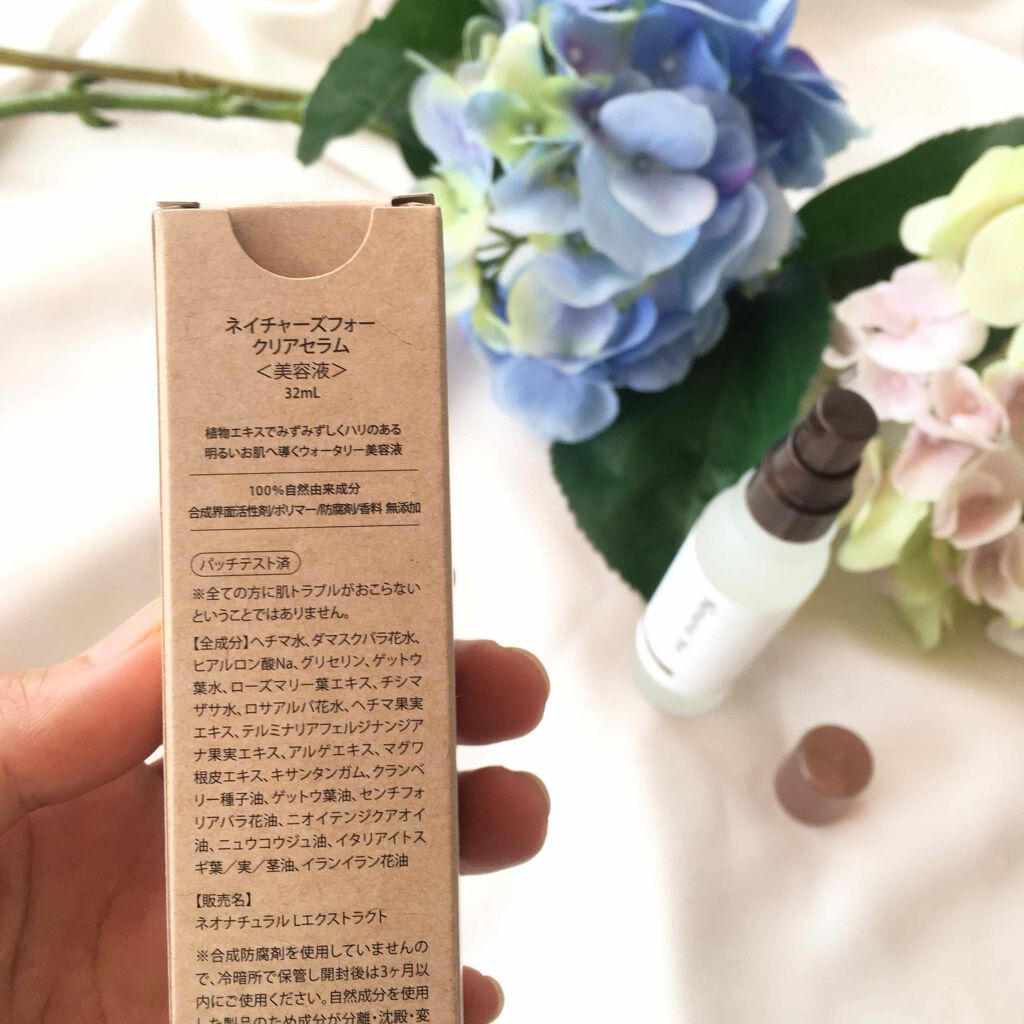 ネイチャーズフォー
クリアセラム
＜美容液＞
32mL
植物エキスでみずみずしくハリのある
明るいお肌へ導くウォータリー美容液
100%自然由来成分
合成界面活性剤/ポリマー/防腐剤/香料 無添加
パッチテスト済
※全ての方に肌トラブルがおこらない
ということではありません。
【全成分】ヘチマ水、ダマスクバラ花水、
ヒアルロン酸Na、グリセリン、ゲットウ
葉水、ローズマリー葉エキス、チシマ
ザサ水、ロサアルバ花水、ヘチマ果実
エキス、テルミナリアフェルジナンジア
ナ果実エキス、アルゲエキス、マグワ
根皮エキス、キサンタンガム、クランベ
リー種子油、ゲットウ葉油、センチフォ
リアバラ花油、ニオイテンジクアオイ
油、ニュウコウジュ油、イタリアイトス
ギ葉／実／茎油、イランイラン花油
【販売名】
ネオナチュラル Lエクストラクト
※合成防腐剤を使用していませんの
で、冷暗所で保管し開封後は3ヶ月以
内にご使用ください。自然成分を使用
した製品のため成分が分離・沈殿・変